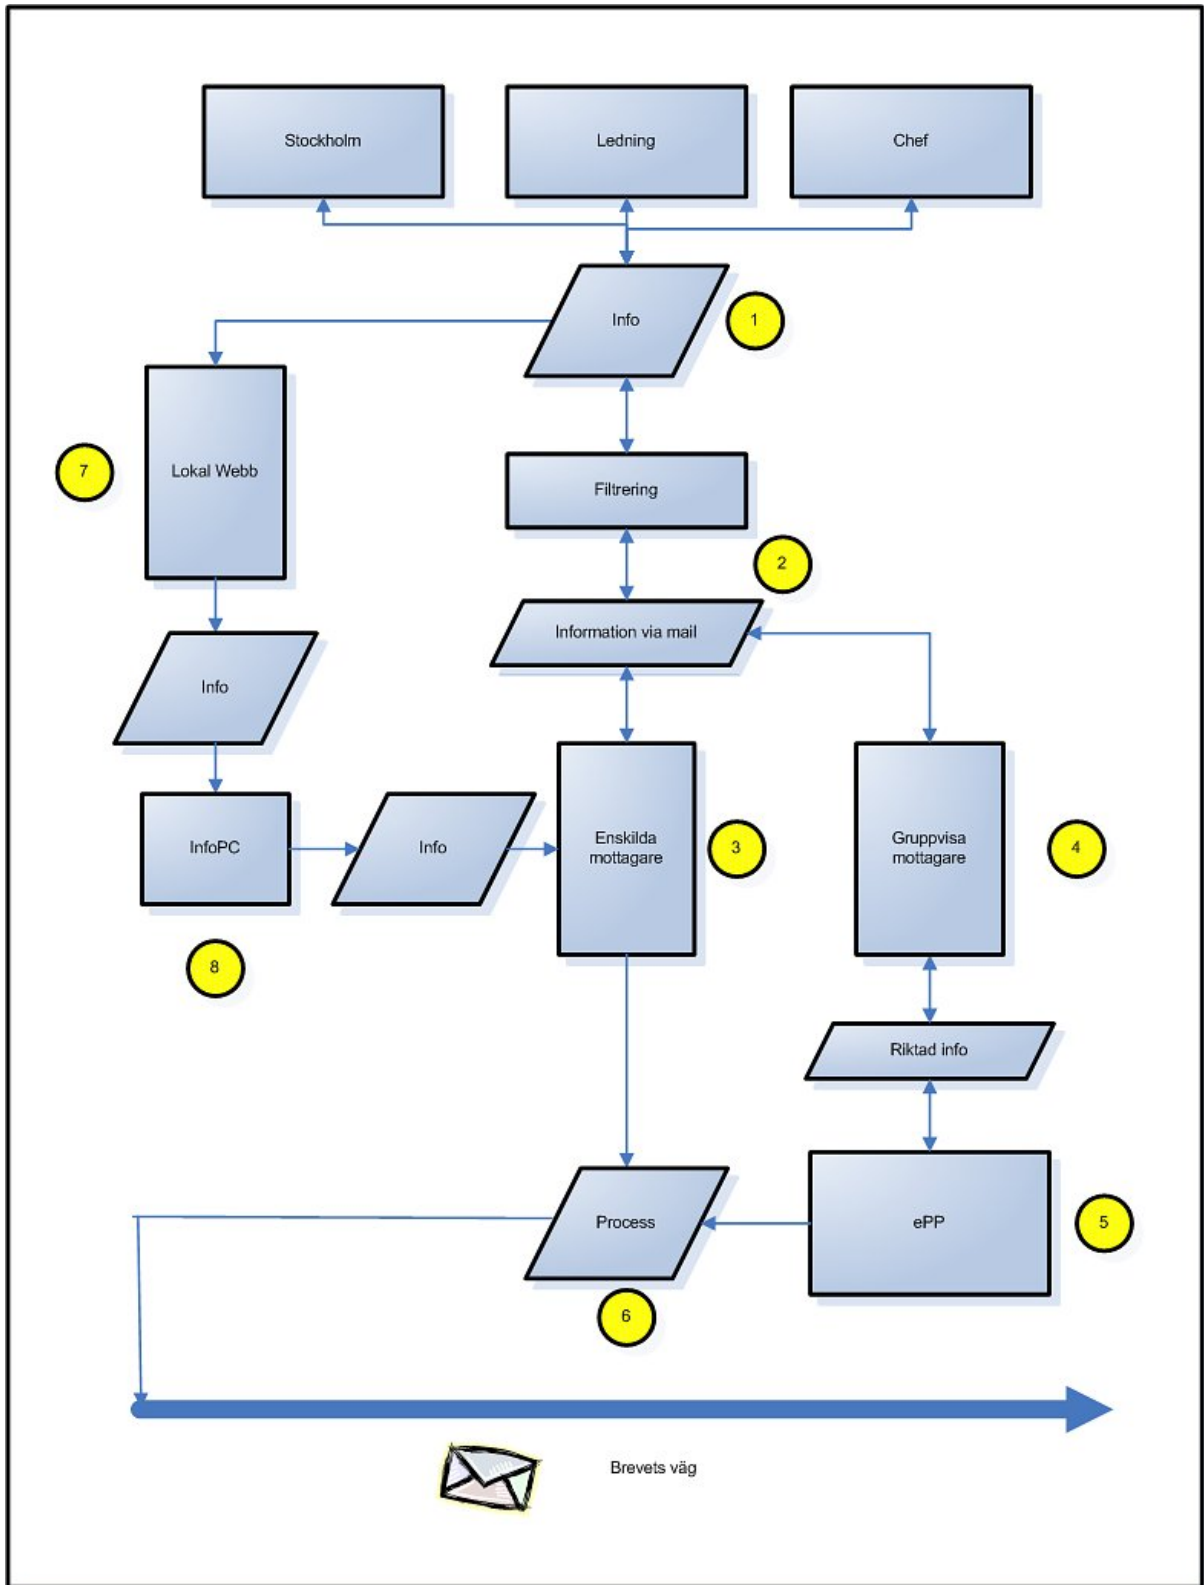 Stockholm
Ledning
Chef
Info
1
Lokal Webb
7
Filtrering
2
Information via mail
Info
InfoPC
Info
Enskilda
mottagare
3
Gruppvisa
mottagare
4
8
Riktad info
Process
ePP
5
6
Brevets väg